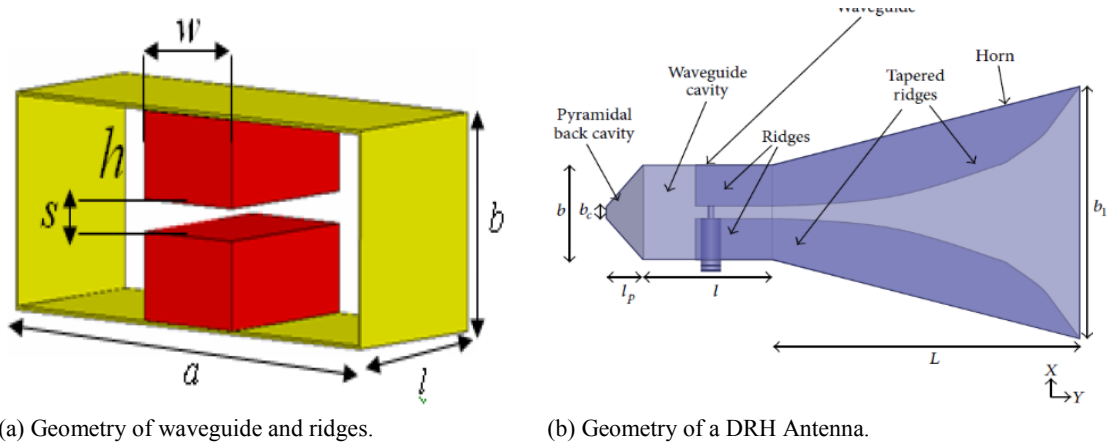 w
h
s
b
a
l
(a) Geometry of waveguide and ridges.
Waveguide
Horn
Waveguide
cavity
Tapered
ridges
Pyramidal
back cavity
Ridges
b
b_c
b_1
l_p
l
L
X
Y
(b) Geometry of a DRH Antenna.